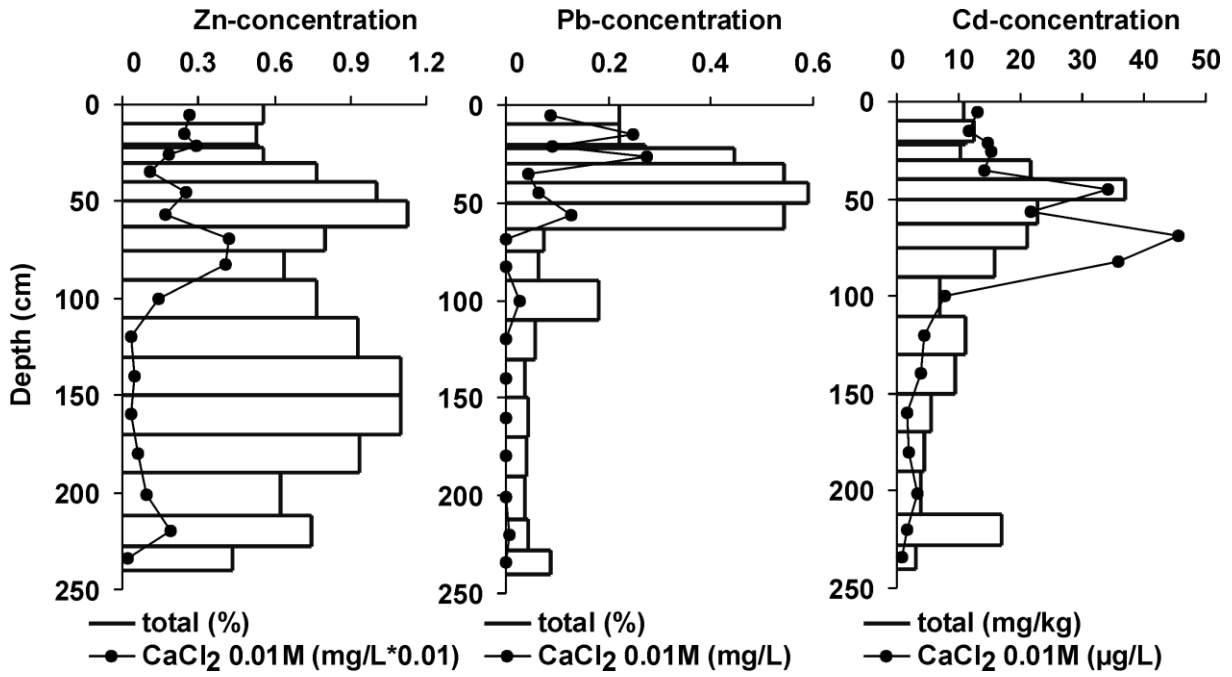 Zn-concentration Pb-concentration Cd-concentration
0 0.3 0.6 0.9 1.2 0 0.2 0.4 0.6 0 10 20 30 40 50
0 0 0
50 50 50
100 100 100
150 150 150
200 200 200
250 250 250
Depth (cm)
total (%) total (%) total (mg/kg)
CaCl2 0.01M (mg/L*0.01) CaCl2 0.01M (mg/L) CaCl2 0.01M (µg/L)